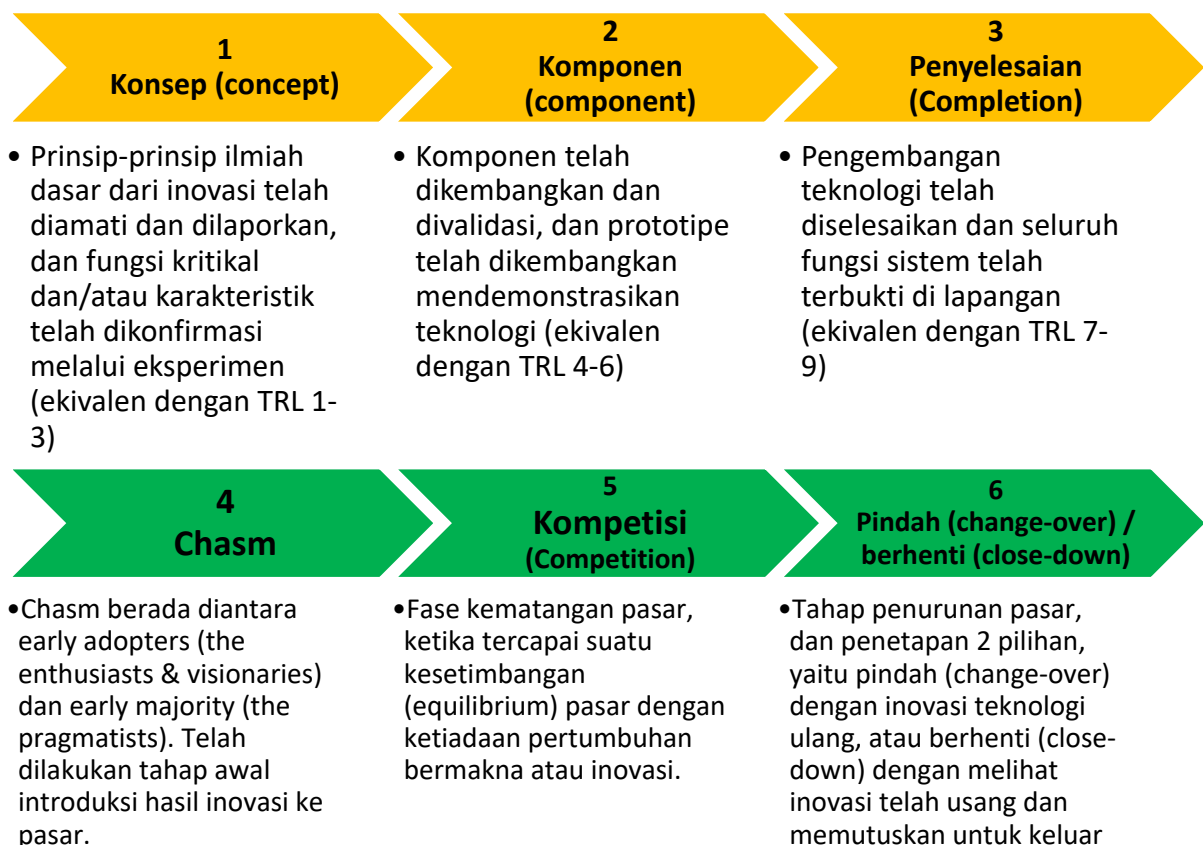 1
Konsep (concept)
2
Komponen
(component)
3
Penyelesaian
(Completion)
• Prinsip-prinsip ilmiah
dasar dari inovasi telah
diamati dan dilaporkan,
dan fungsi kritikal
dan/atau karakteristik
telah dikonfirmasi
melalui eksperimen
(ekivalen dengan TRL 1-
3)
• Komponen telah
dikembangkan dan
divalidasi, dan prototipe
telah dikembangkan
mendemonstrasikan
teknologi (ekivalen
dengan TRL 4-6)
• Pengembangan
teknologi telah
diselesaikan dan seluruh
fungsi sistem telah
terbukti di lapangan
(ekivalen dengan TRL 7-
9)
4
Chasm
5
Kompetisi
(Competition)
6
Pindah (change-over) /
berhenti (close-down)
•Chasm berada diantara
early adopters (the
enthusiasts & visionaries)
dan early majority (the
pragmatists). Telah
dilakukan tahap awal
introduksi hasil inovasi ke
pasar.
•Fase kematangan pasar,
ketika tercapai suatu
kesetimbangan
(equilibrium) pasar dengan
ketiadaan pertumbuhan
bermakna atau inovasi.
•Tahap penurunan pasar,
dan penetapan 2 pilihan,
yaitu pindah (change-over)
dengan inovasi teknologi
ulang, atau berhenti (close-
down) dengan melihat
inovasi telah usang dan
memutuskan untuk keluar